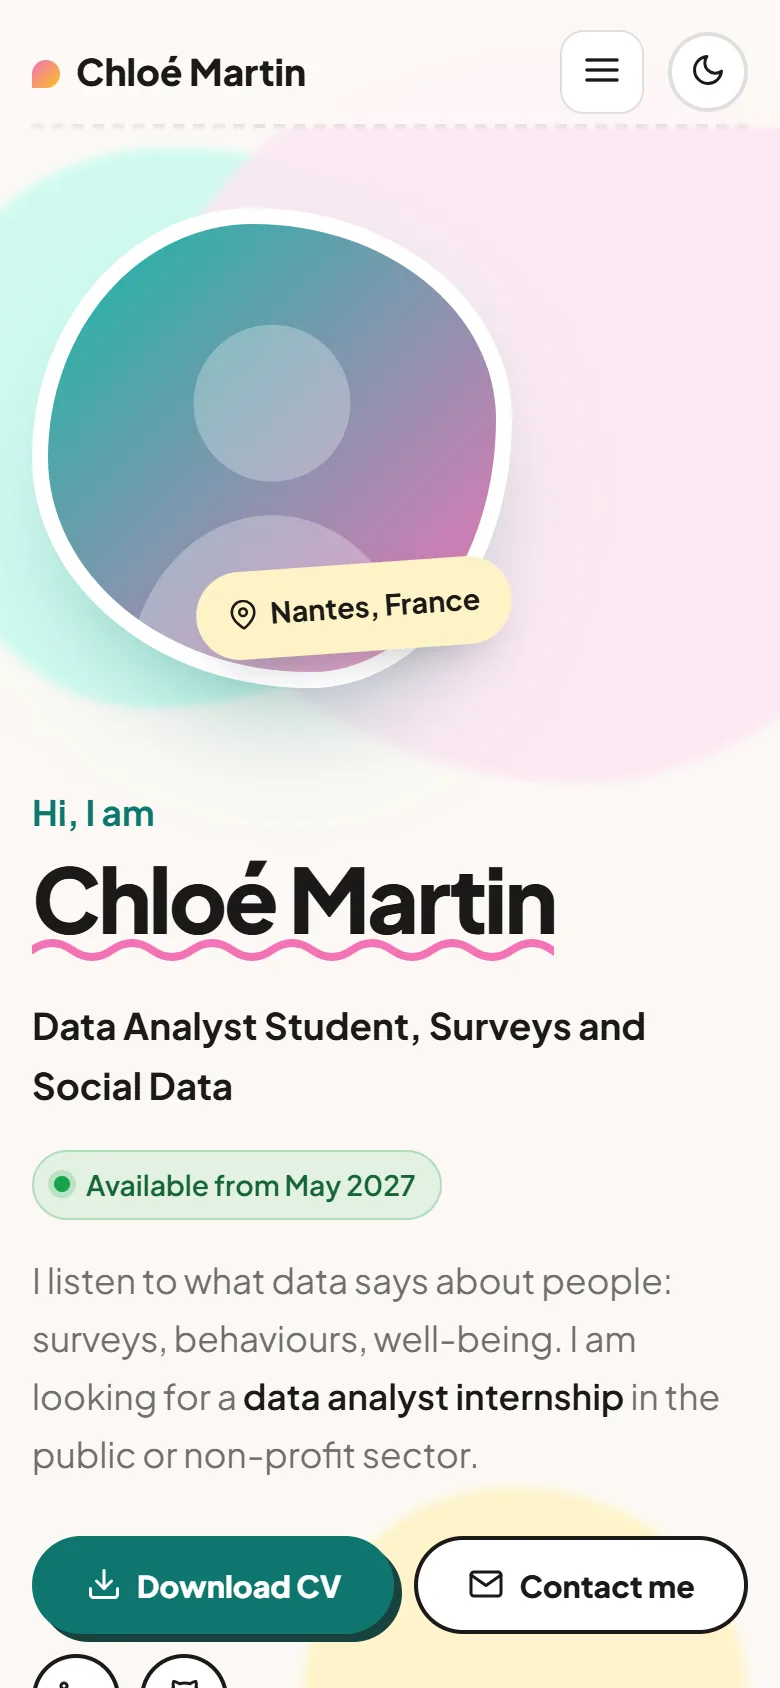 Chloé Martin
Nantes, France
Hi, I am
Chloé Martin
Data Analyst Student, Surveys and
Social Data
Available from May 2027
I listen to what data says about people:
surveys, behaviours, well-being. I am
looking for a data analyst internship in the
public or non-profit sector.
Download CV
Contact me